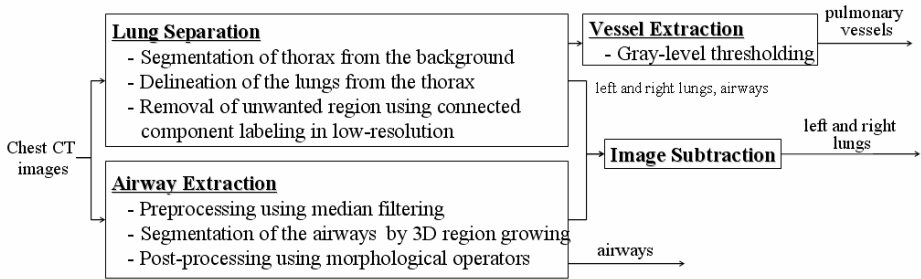 Chest CT
images
Lung Separation
- Segmentation of thorax from the background
- Delineation of the lungs from the thorax
- Removal of unwanted region using connected
component labeling in low-resolution
Airway Extraction
- Preprocessing using median filtering
- Segmentation of the airways by 3D region growing
- Post-processing using morphological operators
Vessel Extraction
- Gray-level thresholding
pulmonary
vessels
left and right lungs, airways
Image Subtraction
left and right
lungs
airways